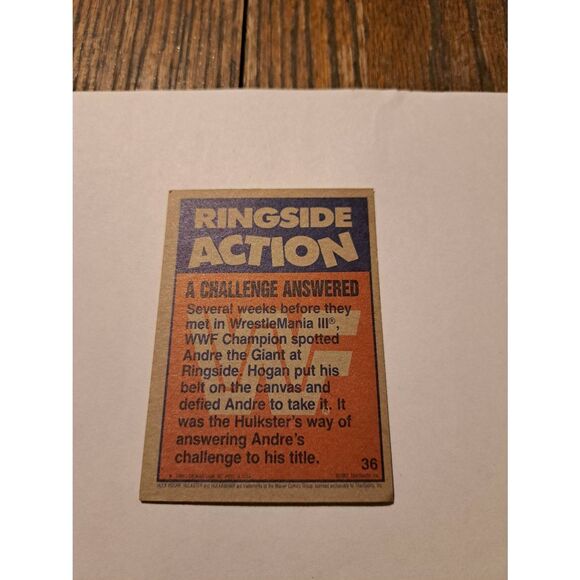 RINGSIDE
ACTION
A CHALLENGE ANSWERED
Several weeks before they
met in WrestleMania III®,
WWF Champion spotted
Andre the Giant at
Ringside. Hogan put his
belt on the canvas and
defied Andre to take it. It
was the Hulkster's way of
answering Andre's
challenge to his title.
36
WF